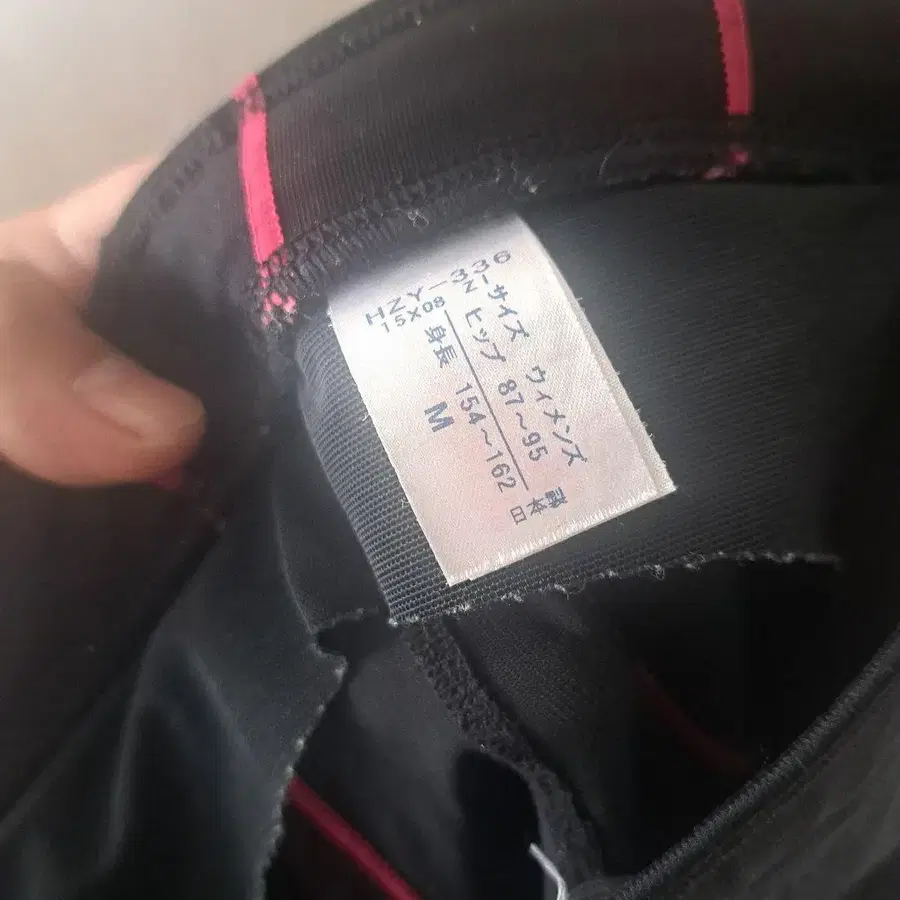 HZY-336
15X08
サイズ ウィメンズ
ヒップ 87～95
身長 154～162
M
日本製